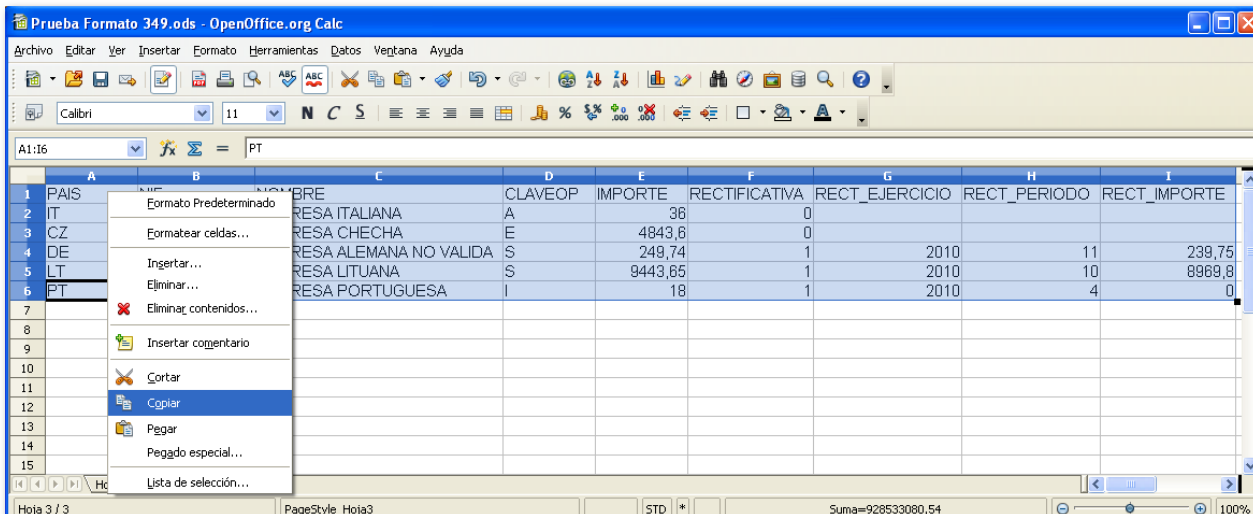 Prueba Formato 349.ods - OpenOffice.org Calc
Archivo Editar Ver Insertar Formato Herramientas Datos Ventana Ayuda
Calibri 11 N C S
A1:I6 = PT
A B C D E F G H I
1 PAIS NIF NOMBRE CLAVEOP IMPORTE RECTIFICATIVA RECT_EJERCICIO RECT_PERIODO RECT_IMPORTE
2 IT RESA ITALIANA A 36 0
3 CZ RESA CHECHA E 4843,6 0
4 DE RESA ALEMANA NO VALIDA S 249,74 1 2010 11 239,75
5 LT RESA LITUANA S 9443,65 1 2010 10 8969,8
6 PT RESA PORTUGUESA I 18 1 2010 4 0
7
8
9
10
11
12
13
14
15
Formato Predeterminado
Formatear celdas...
Insertar...
Eliminar...
Eliminar contenidos...
Insertar comentario
Cortar
Copiar
Pegar
Pegado especial...
Lista de selección...
Ho
Hoja 3 / 3 PageStyle_Hoja3 STD * Suma=928533080,54 100%